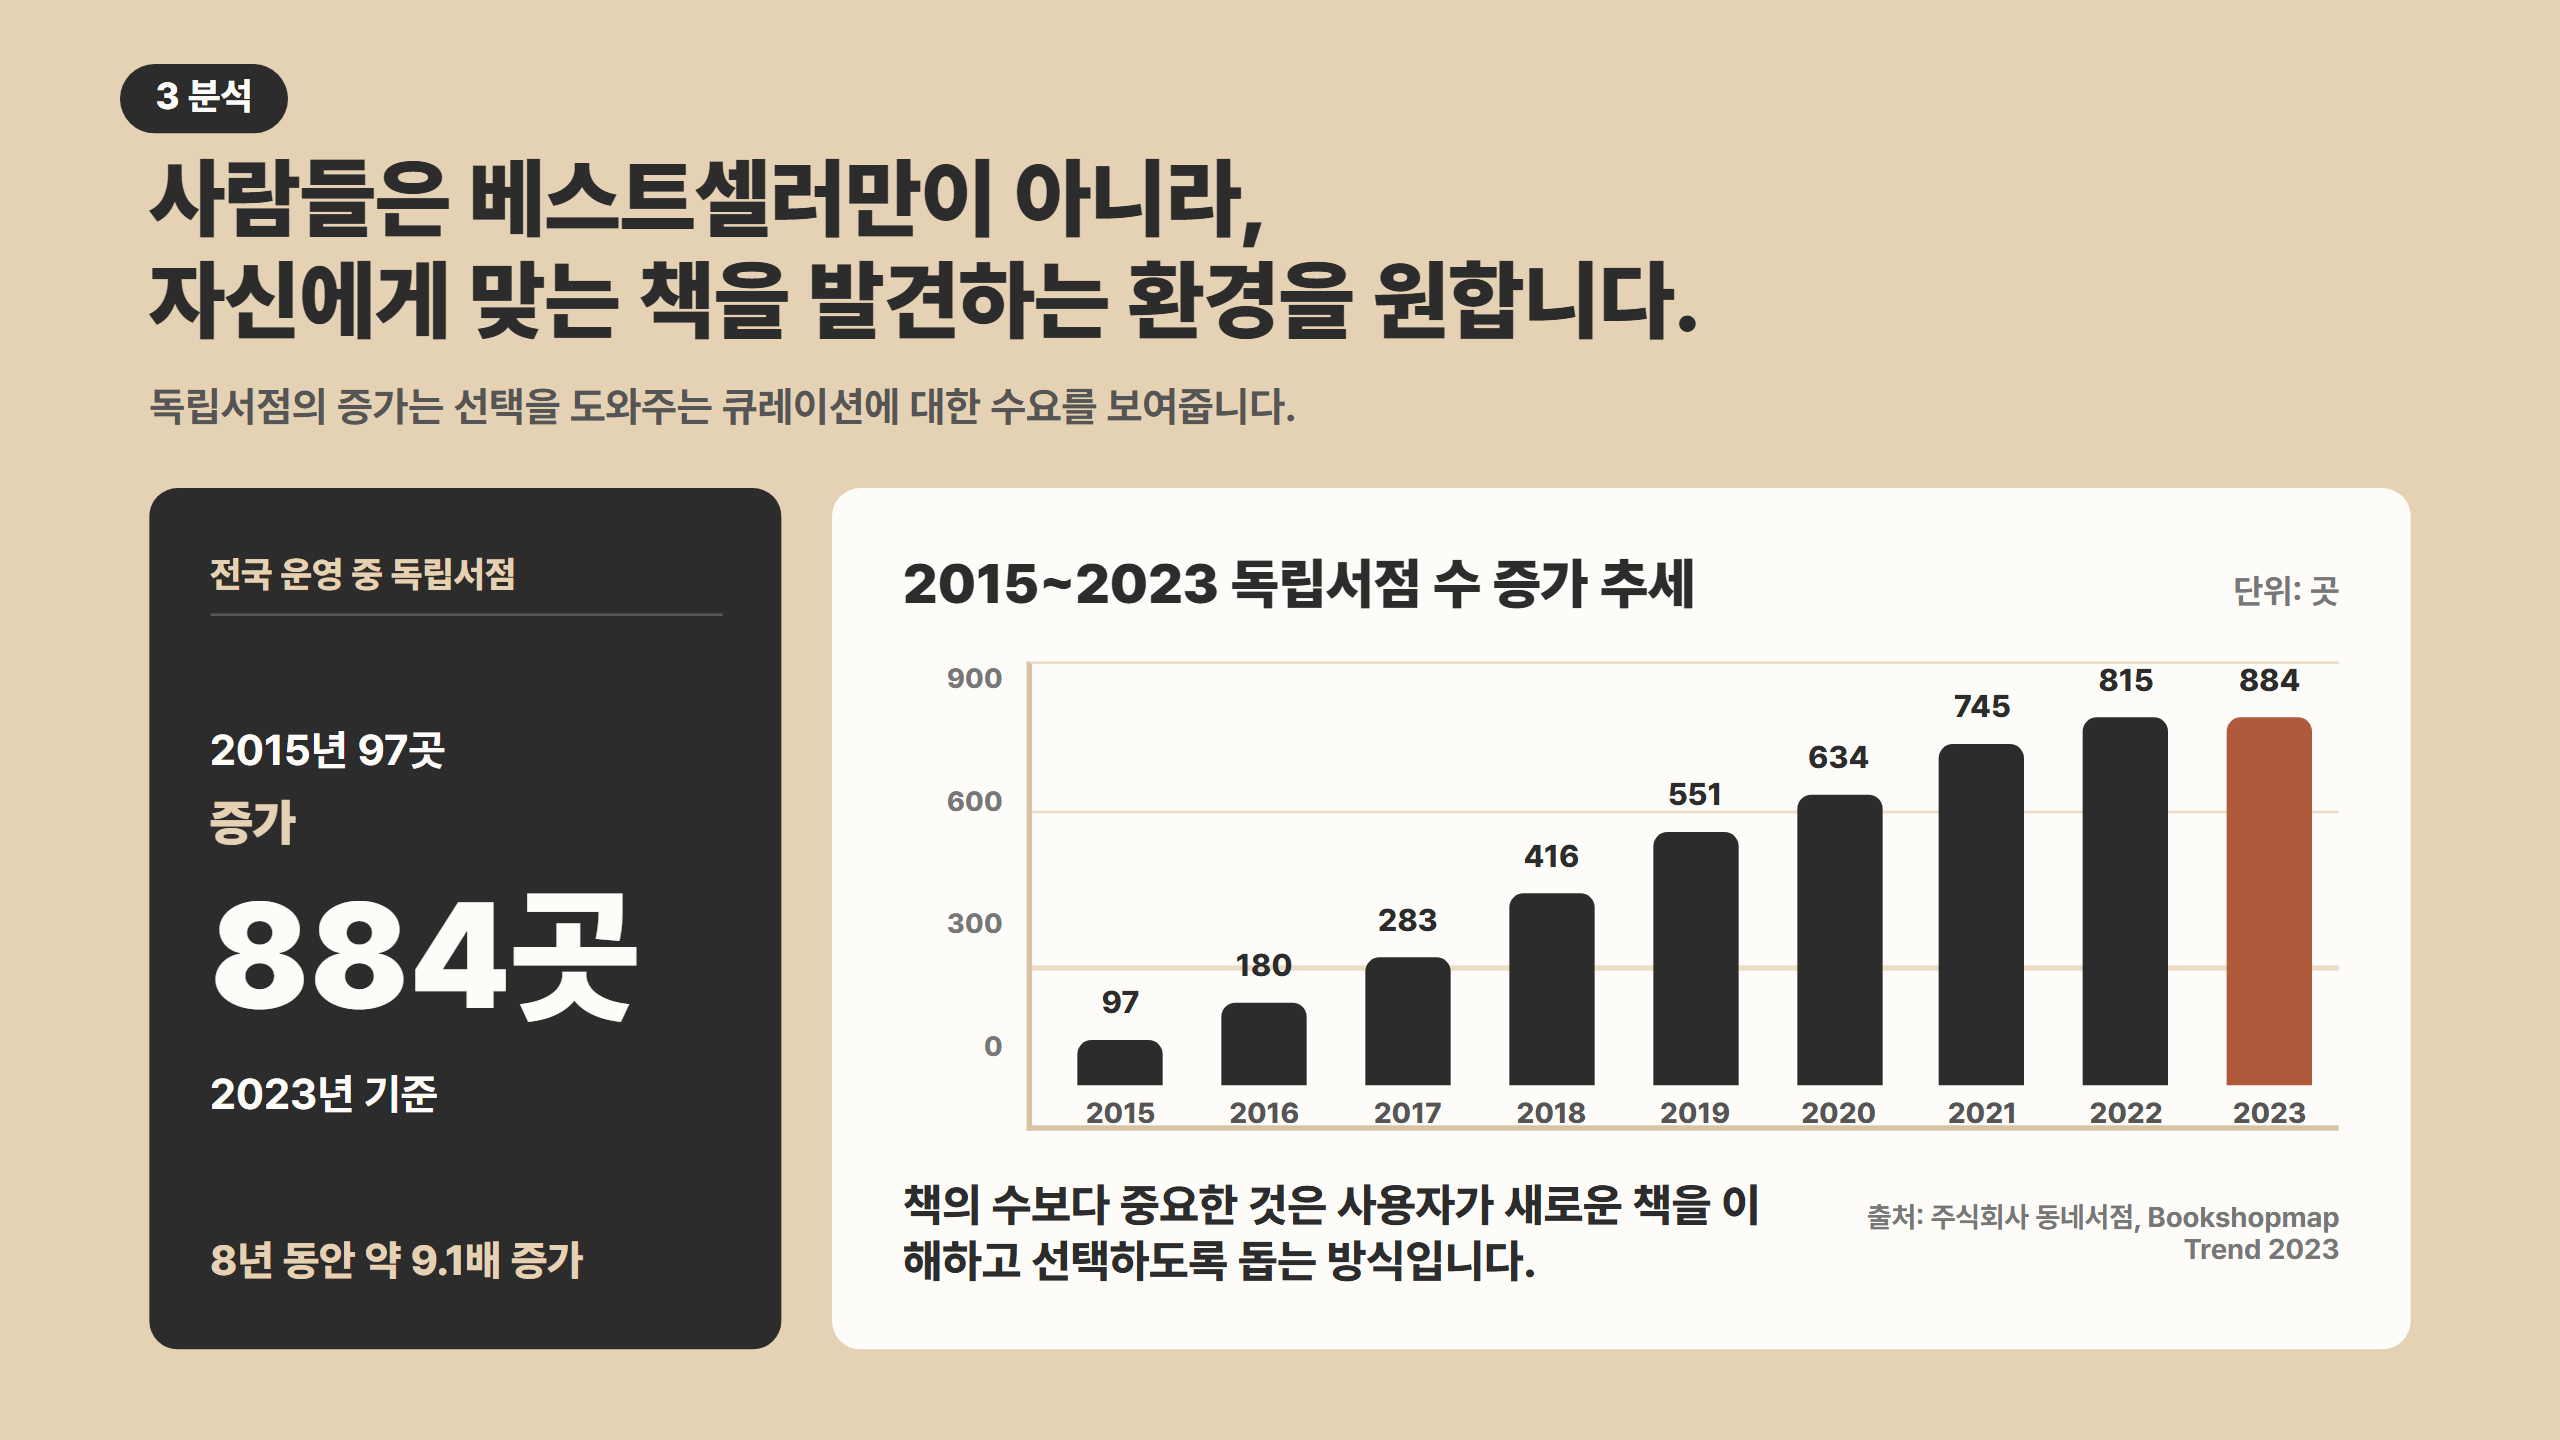 3 분석
사람들은 베스트셀러만이 아니라,
자신에게 맞는 책을 발견하는 환경을 원합니다.
독립서점의 증가는 선택을 도와주는 큐레이션에 대한 수요를 보여줍니다.
전국 운영 중 독립서점
2015년 97곳
증가
884곳
2023년 기준
8년 동안 약 9.1배 증가
2015~2023 독립서점 수 증가 추세
단위: 곳
900
600
300
0
97
180
283
416
551
634
745
815
884
2015
2016
2017
2018
2019
2020
2021
2022
2023
책의 수보다 중요한 것은 사용자가 새로운 책을 이
해하고 선택하도록 돕는 방식입니다.
출처: 주식회사 동네서점, Bookshopmap
Trend 2023